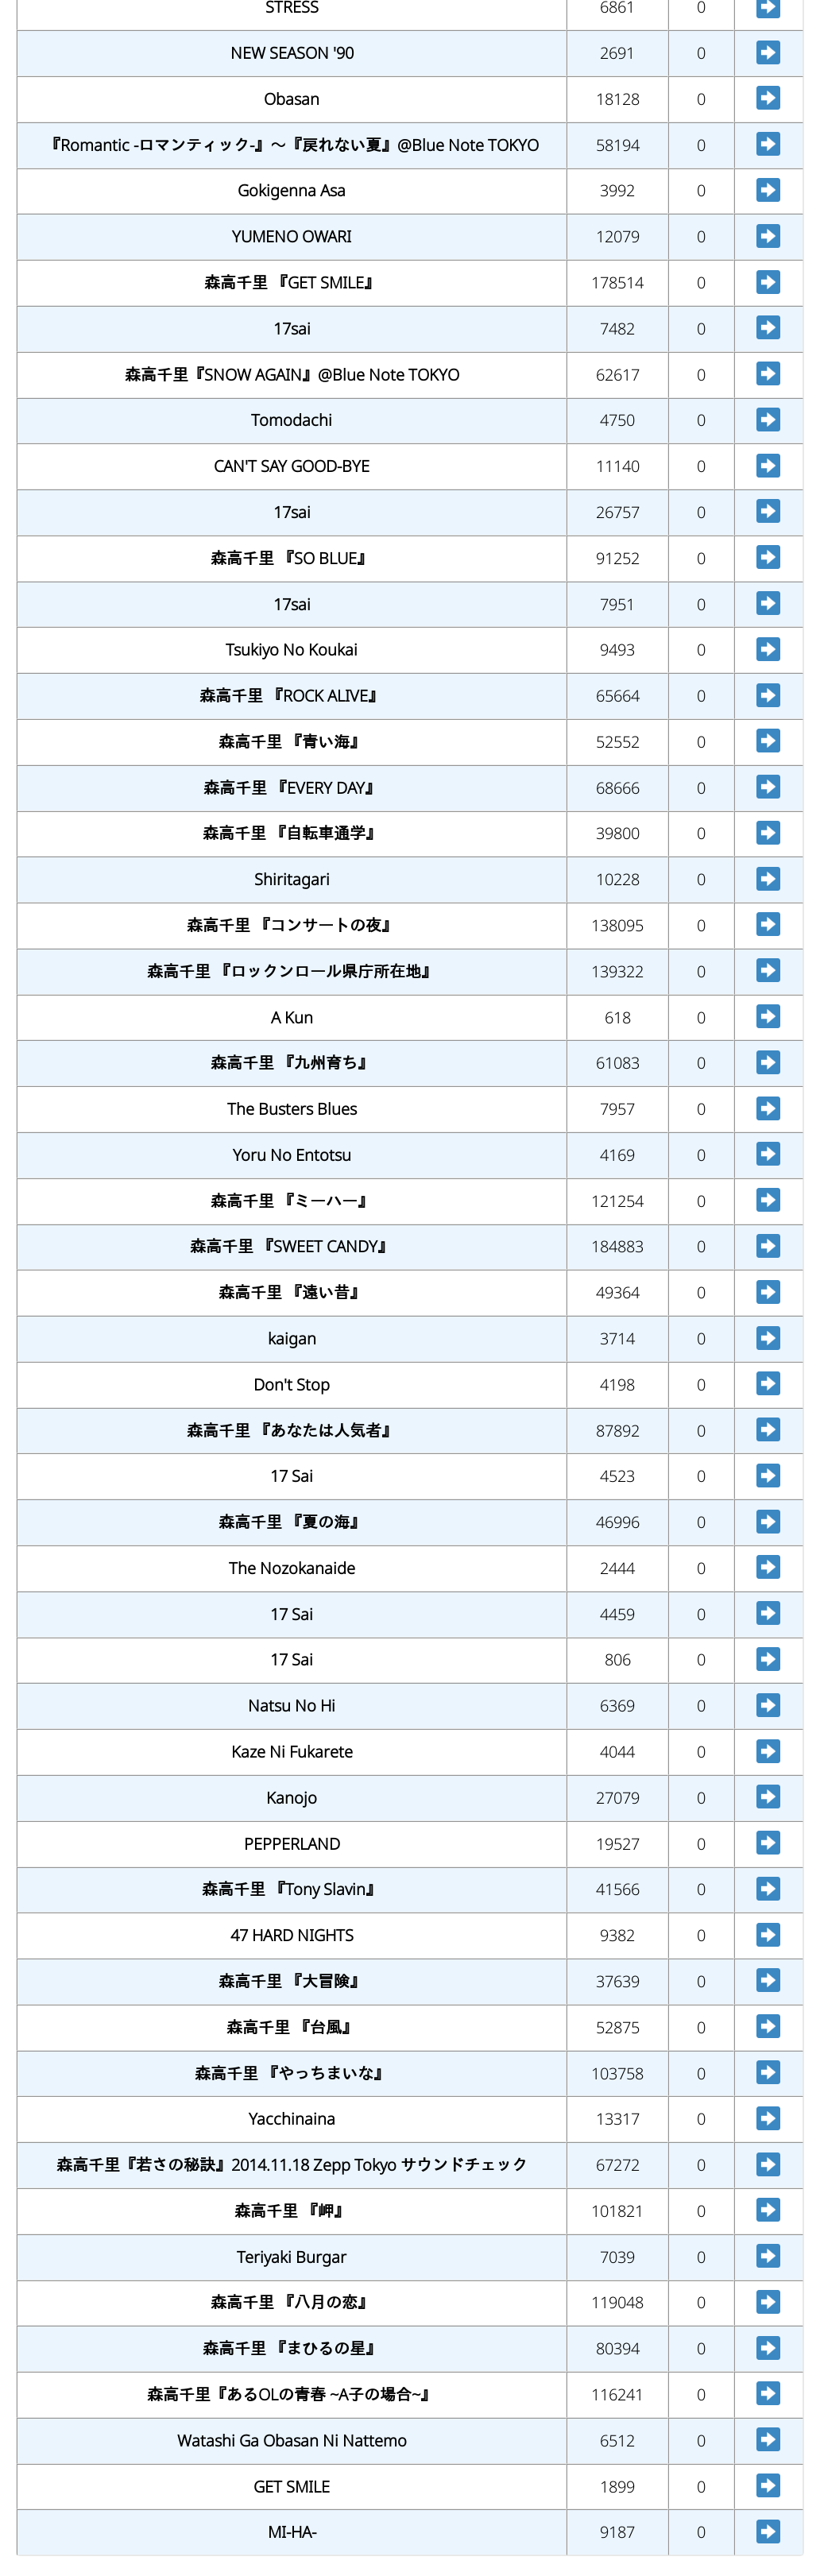 STRESS 6861 0
NEW SEASON '90 2691 0
Obasan 18128 0
『Romantic -ロマンティック-』～『戻れない夏』@Blue Note TOKYO 58194 0
Gokigenna Asa 3992 0
YUMENO OWARI 12079 0
森高千里 『GET SMILE』 178514 0
17sai 7482 0
森高千里『SNOW AGAIN』@Blue Note TOKYO 62617 0
Tomodachi 4750 0
CAN'T SAY GOOD-BYE 11140 0
17sai 26757 0
森高千里 『SO BLUE』 91252 0
17sai 7951 0
Tsukiyo No Koukai 9493 0
森高千里 『ROCK ALIVE』 65664 0
森高千里 『青い海』 52552 0
森高千里 『EVERY DAY』 68666 0
森高千里 『自転車通学』 39800 0
Shiritagari 10228 0
森高千里 『コンサートの夜』 138095 0
森高千里 『ロックンロール県庁所在地』 139322 0
A Kun 618 0
森高千里 『九州育ち』 61083 0
The Busters Blues 7957 0
Yoru No Entotsu 4169 0
森高千里 『ミーハー』 121254 0
森高千里 『SWEET CANDY』 184883 0
森高千里 『遠い昔』 49364 0
kaigan 3714 0
Don't Stop 4198 0
森高千里 『あなたは人気者』 87892 0
17 Sai 4523 0
森高千里 『夏の海』 46996 0
The Nozokanaide 2444 0
17 Sai 4459 0
17 Sai 806 0
Natsu No Hi 6369 0
Kaze Ni Fukarete 4044 0
Kanojo 27079 0
PEPPERLAND 19527 0
森高千里 『Tony Slavin』 41566 0
47 HARD NIGHTS 9382 0
森高千里 『大冒険』 37639 0
森高千里 『台風』 52875 0
森高千里 『やっちまいな』 103758 0
Yacchinaina 13317 0
森高千里『若さの秘訣』2014.11.18 Zepp Tokyo サウンドチェック 67272 0
森高千里 『岬』 101821 0
Teriyaki Burgar 7039 0
森高千里 『八月の恋』 119048 0
森高千里 『まひるの星』 80394 0
森高千里『あるOLの青春 ~A子の場合~』 116241 0
Watashi Ga Obasan Ni Nattemo 6512 0
GET SMILE 1899 0
MI-HA- 9187 0